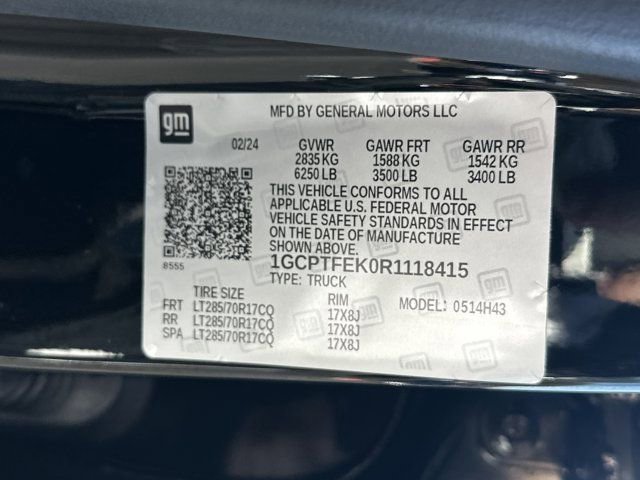 gm
MFD BY GENERAL MOTORS LLC
02/24 GVWR GAWR FRT GAWR RR
2835 KG 1588 KG 1542 KG
6250 LB 3500 LB 3400 LB
THIS VEHICLE CONFORMS TO ALL
APPLICABLE U.S. FEDERAL MOTOR
VEHICLE SAFETY STANDARDS IN EFFECT
ON THE DATE OF MANUFACTURE
SHOWN ABOVE.
8555
1GCPTFEK0R1118415
TYPE: TRUCK
TIRE SIZE RIM MODEL: 0514H43
FRT LT285/70R17CQ 17X8J
RR LT285/70R17CQ 17X8J
SPA LT285/70R17CQ 17X8J